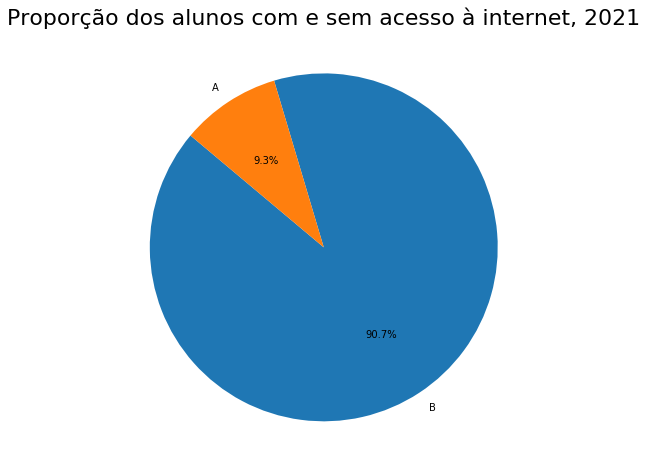 Proporção dos alunos com e sem acesso à internet, 2021
A
9.3%
90.7%
B